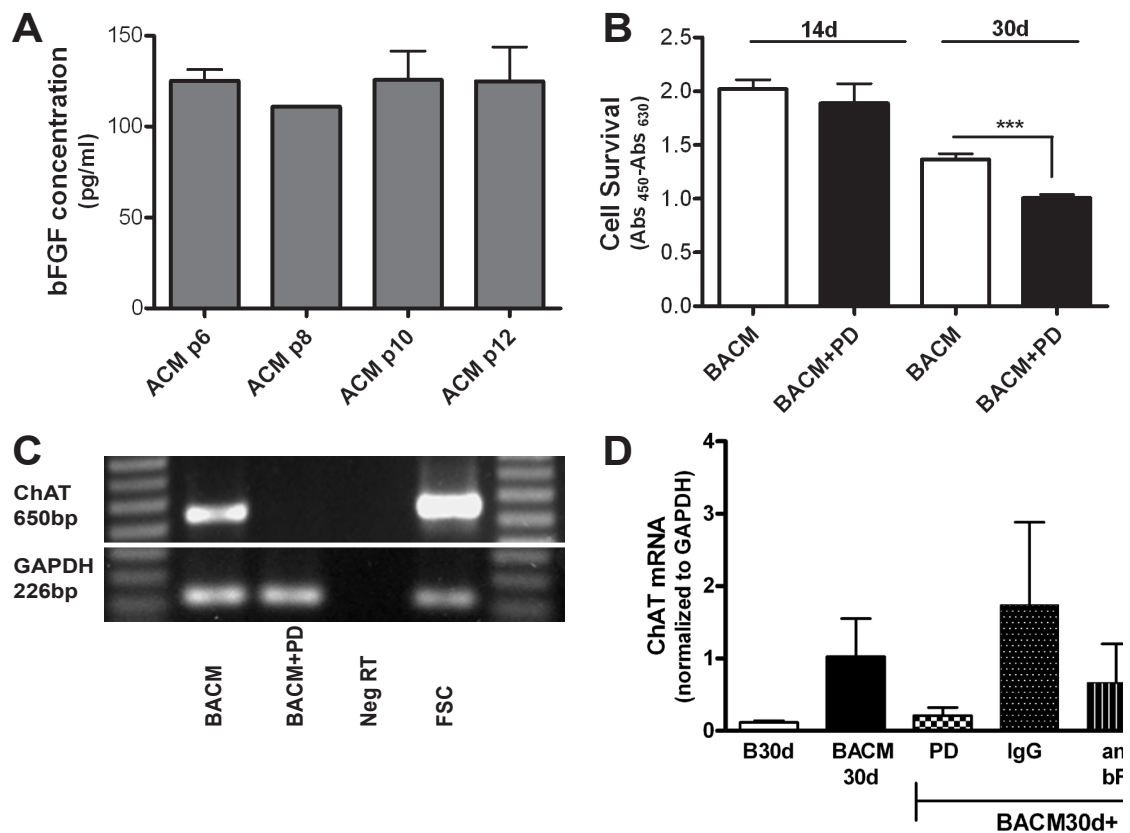 A
bFGF concentration
(pg/ml)
150
100
50
0
ACM p6
ACM p8
ACM p10
ACM p12
B
Cell Survival
(Abs 450-Abs 630)
2.5
2.0
1.5
1.0
0.5
0.0
14d
30d
***
BACM
BACM+PD
BACM
BACM+PD
C
ChAT
650bp
GAPDH
226bp
BACM
BACM+PD
Neg RT
FSC
D
ChAT mRNA
(normalized to GAPDH)
4
3
2
1
0
B30d
BACM
30d
PD
IgG
an
bF
BACM30d+